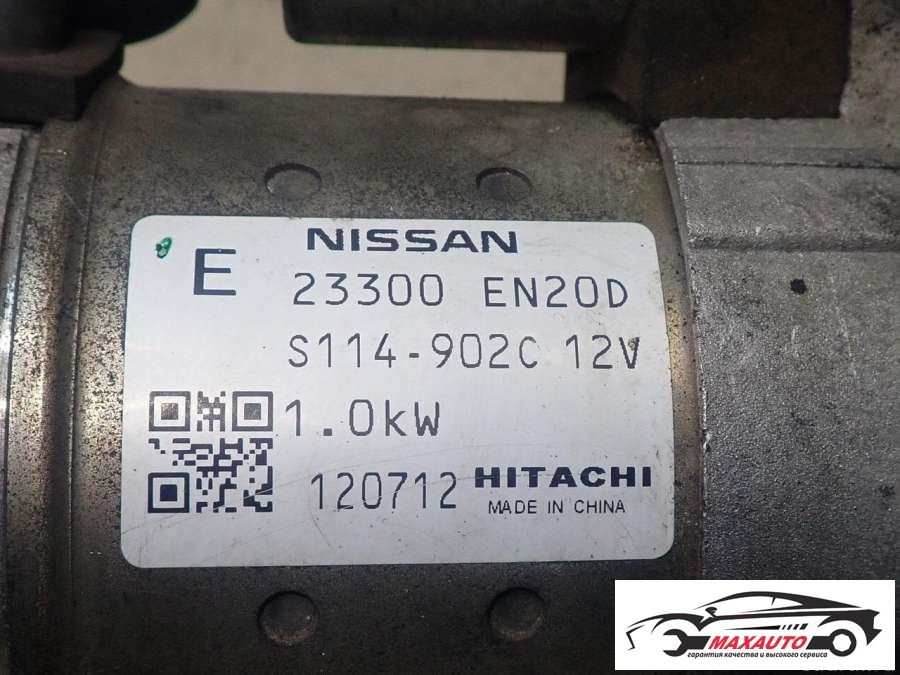 NISSAN
E 23300 EN20D
S114-902C 12V
1.0kW
120712 HITACHI
MADE IN CHINA
MAXAUTO
гарантия качества и высокого сервиса